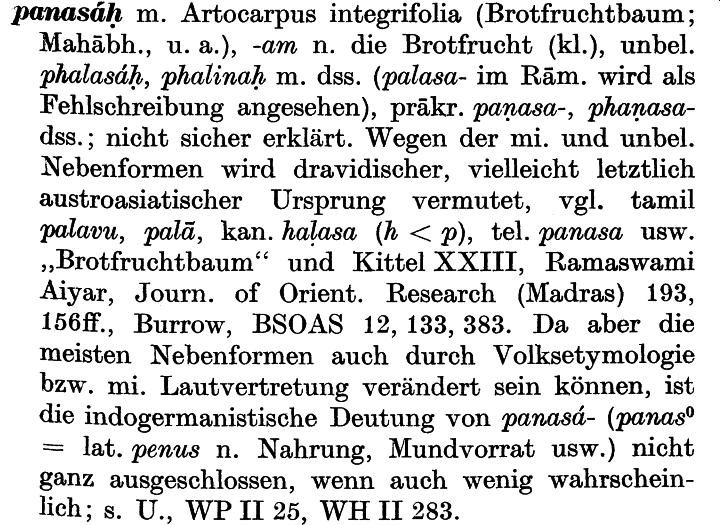 panasáḥ m. Artocarpus integrifolia (Brotfruchtbaum;
Mahābh., u. a.), -am n. die Brotfrucht (kl.), unbel.
phalasáḥ, phalinaḥ m. dss. (palasa- im Rām. wird als
Fehlschreibung angesehen), präkr. paṇasa-, phaṇasa-
dss.; nicht sicher erklärt. Wegen der mi. und unbel.
Nebenformen wird dravidischer, vielleicht letztlich
austroasiatischer Ursprung vermutet, vgl. tamil
palavu, palā, kan. haḷasa (h < p), tel. panasa usw.
„Brotfruchtbaum“ und Kittel XXIII, Ramaswami
Aiyar, Journ. of Orient. Research (Madras) 193,
156ff., Burrow, BSOAS 12, 133, 383. Da aber die
meisten Nebenformen auch durch Volksetymologie
bzw. mi. Lautvertretung verändert sein können, ist
die indogermanistische Deutung von panasá- (panas⁰
= lat. penus n. Nahrung, Mundvorrat usw.) nicht
ganz ausgeschlossen, wenn auch wenig wahrschein-
lich; s. U., WP II 25, WH II 283.